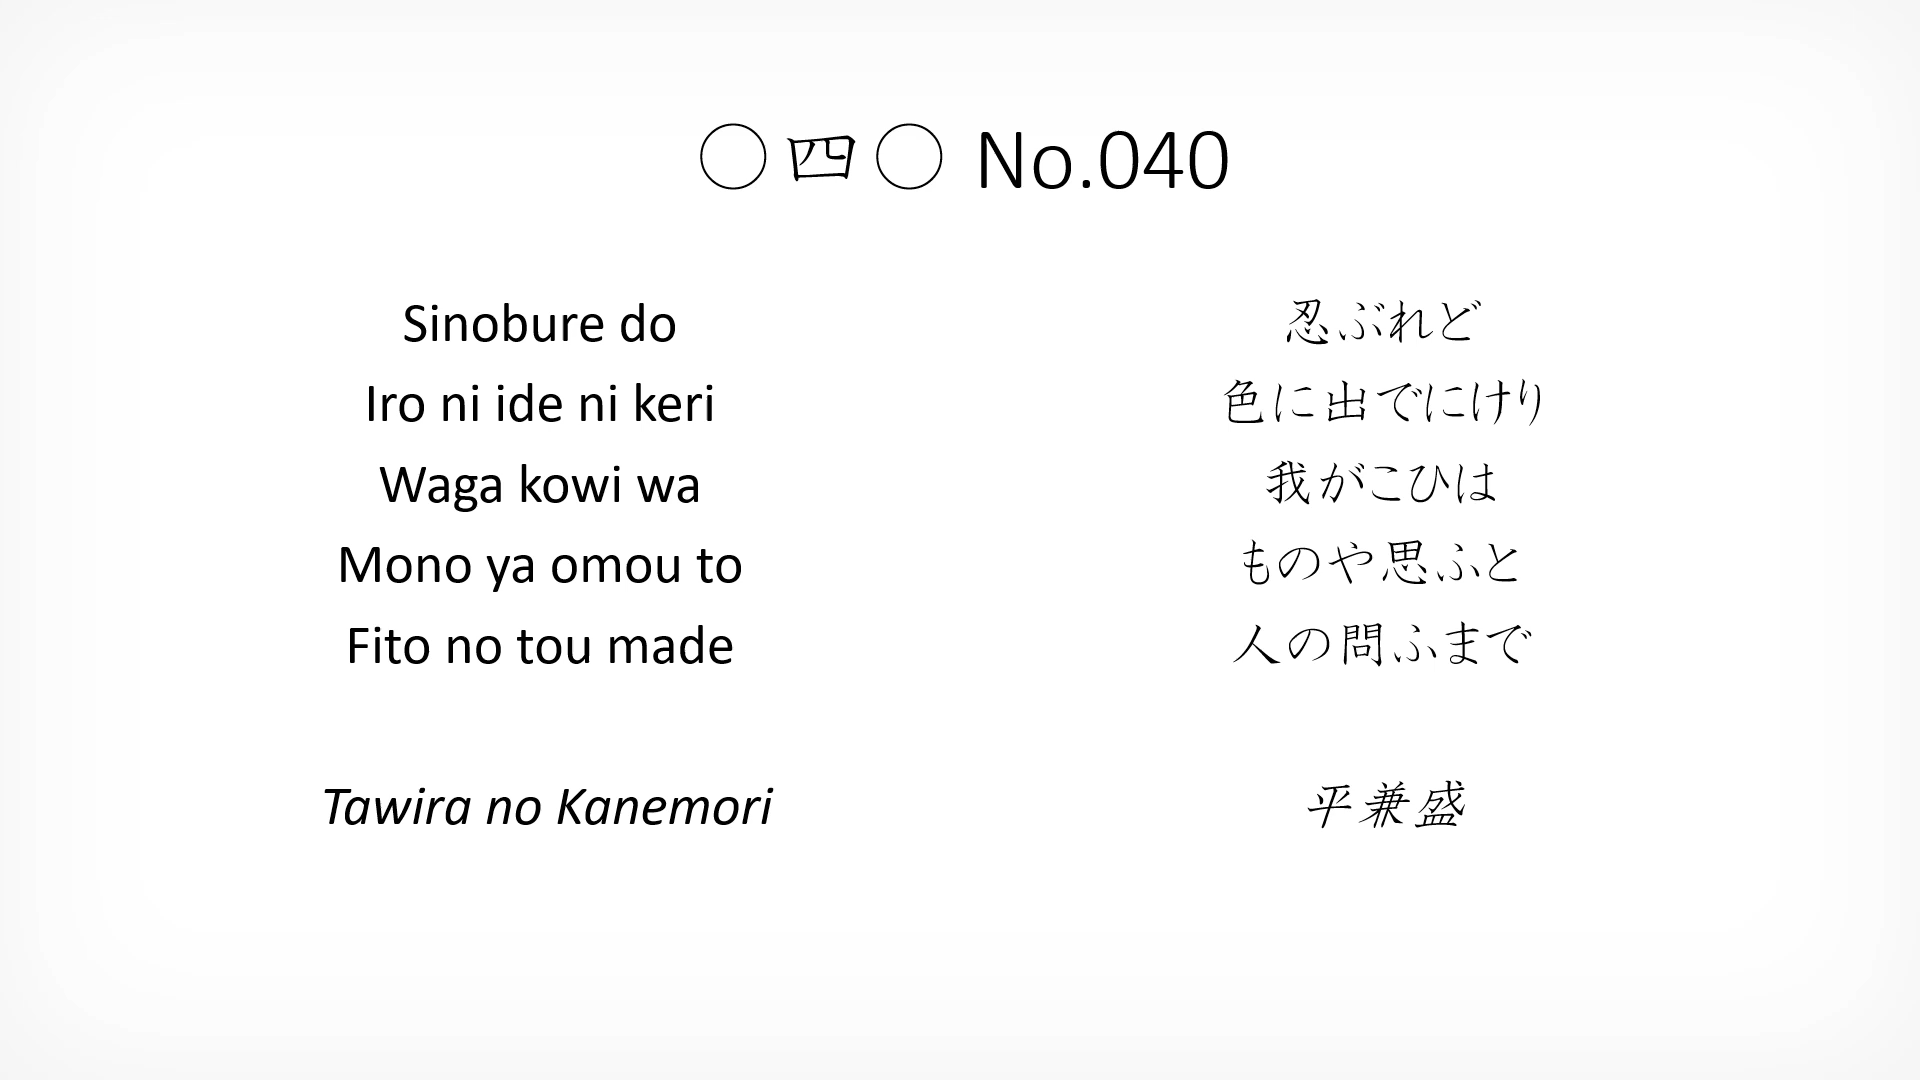 〇四〇 No.040
Sinobure do
Iro ni ide ni keri
Waga kowi wa
Mono ya omou to
Fito no tou made
Tawira no Kanemori
忍ぶれど
色に出でにけり
我がこひは
ものや思ふと
人の問ふまで
平兼盛